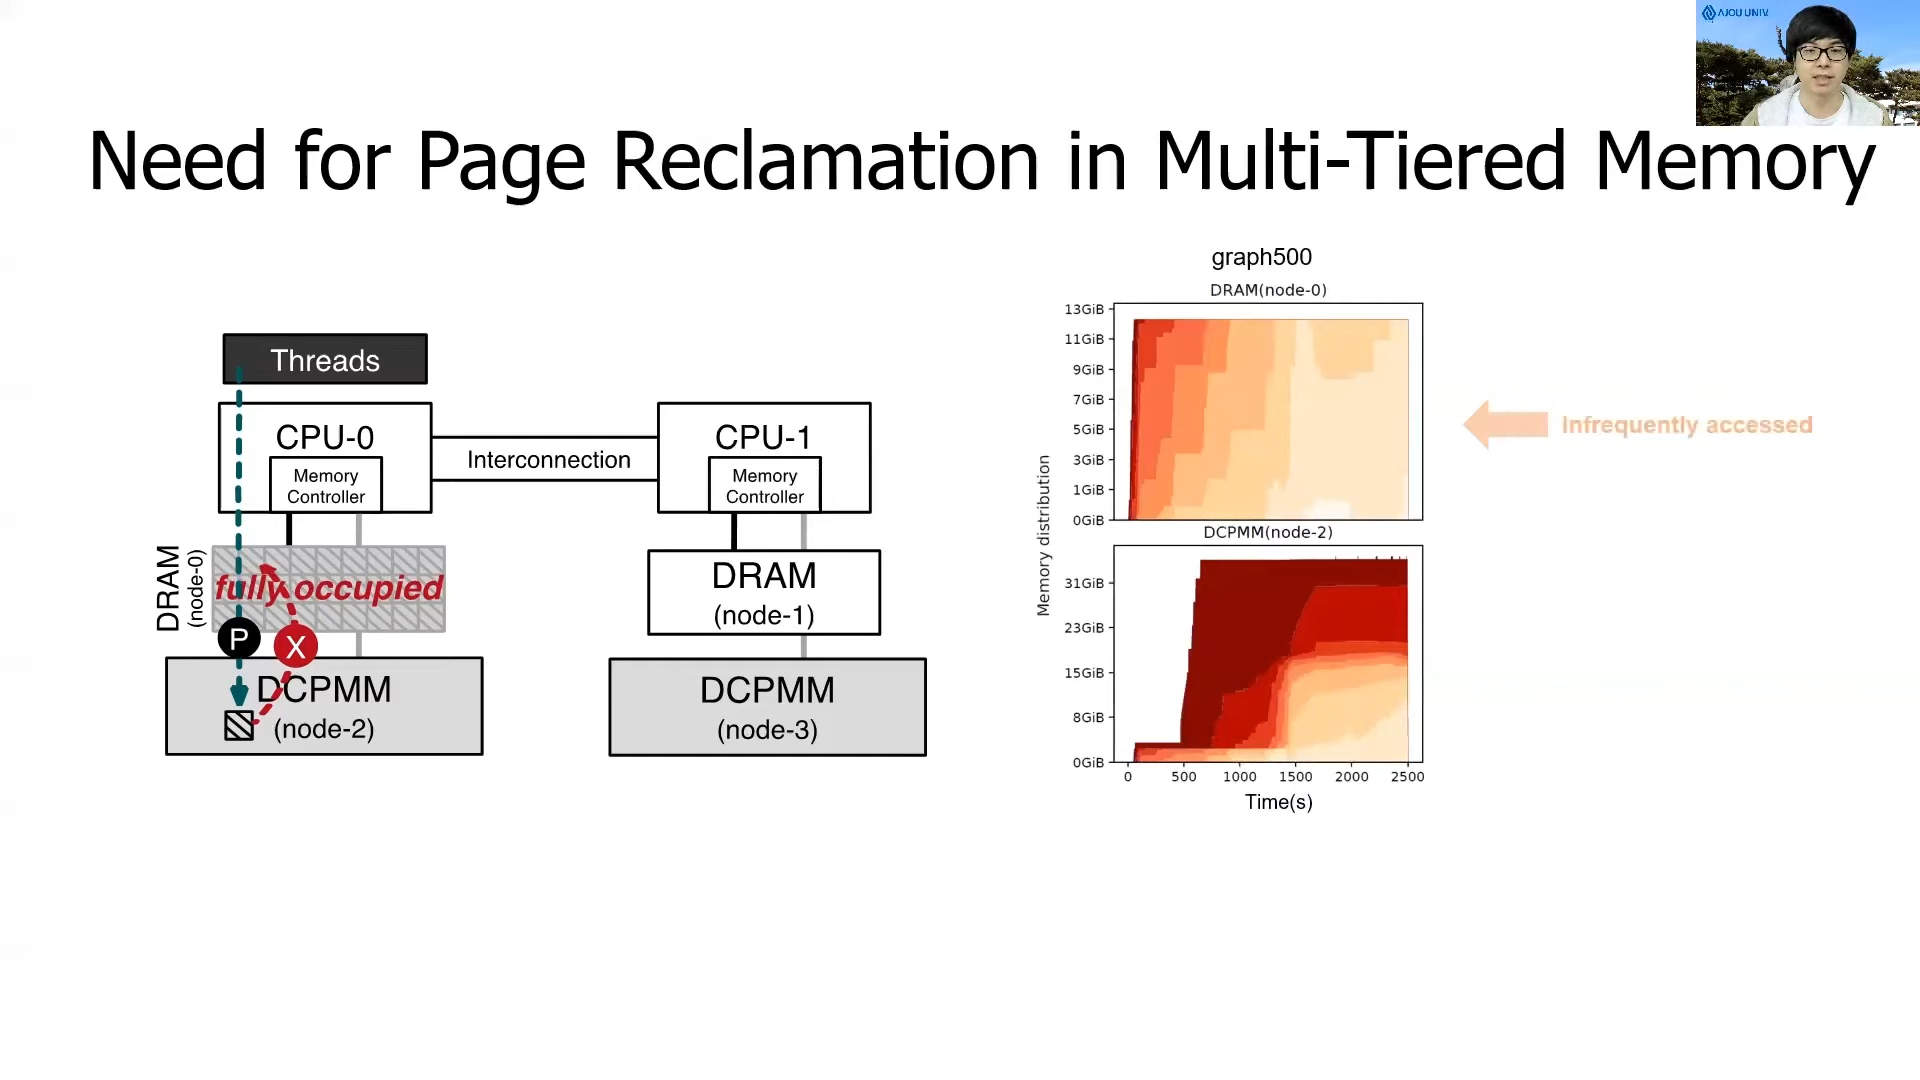 AJOU UNIV.
Need for Page Reclamation in Multi-Tiered Memory
Threads
CPU-0
Memory
Controller
Interconnection
CPU-1
Memory
Controller
DRAM
(node-0)
fully occupied
P
X
DCPMM
(node-2)
DRAM
(node-1)
DCPMM
(node-3)
graph500
DRAM(node-0)
13GiB
11GiB
9GiB
7GiB
5GiB
3GiB
1GiB
0GiB
Infrequently accessed
Memory distribution
DCPMM(node-2)
31GiB
23GiB
15GiB
8GiB
0GiB
0 500 1000 1500 2000 2500
Time(s)